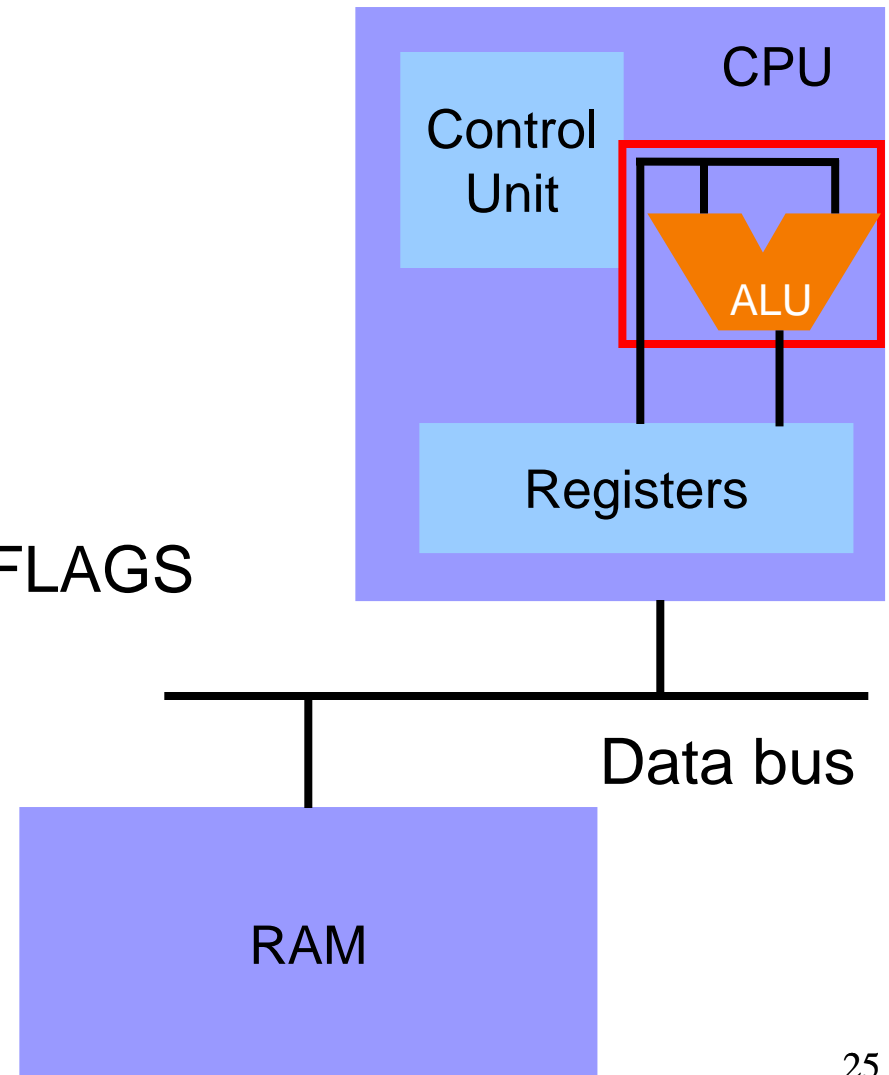 CPU
Control
Unit
ALU
Registers
FLAGS
Data bus
RAM
25